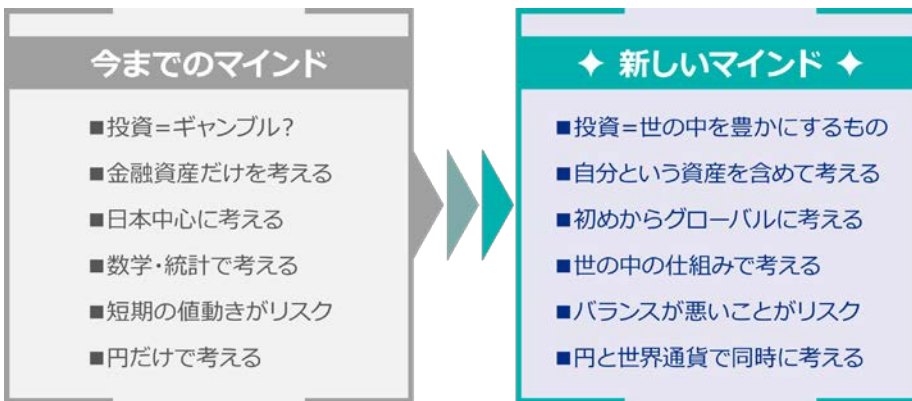 今までのマインド
■投資=ギャンブル?
■金融資産だけを考える
■日本中心に考える
■数学・統計で考える
■短期の値動きがリスク
■円だけで考える
✦ 新しいマインド ✦
■投資=世の中を豊かにするもの
■自分という資産を含めて考える
■初めからグローバルに考える
■世の中の仕組みで考える
■バランスが悪いことがリスク
■円と世界通貨で同時に考える